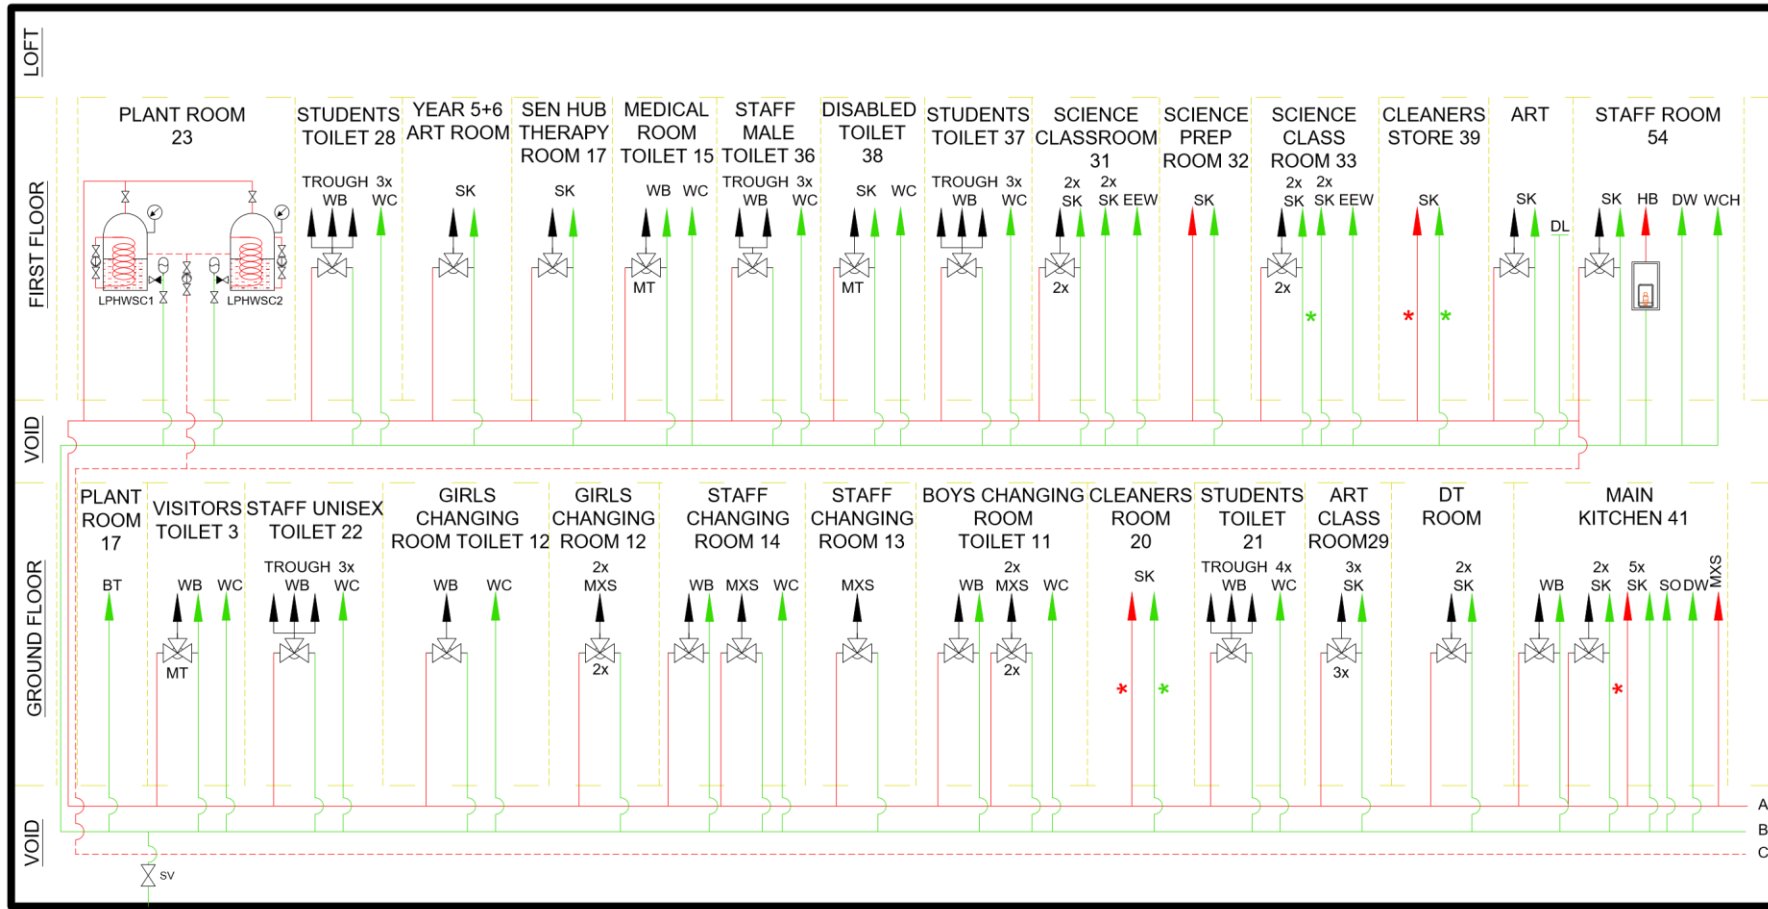 LOFT
FIRST FLOOR
PLANT ROOM
23
LPHWSC1
LPHWSC2
STUDENTS
TOILET 28
TROUGH 3x
WB WC
YEAR 5+6
ART ROOM
SK
SEN HUB
THERAPY
ROOM 17
SK
MEDICAL
ROOM
TOILET 15
WB WC
MT
STAFF
MALE
TOILET 36
TROUGH 3x
WB WC
DISABLED
TOILET
38
SK WC
MT
STUDENTS
TOILET 37
TROUGH 3x
WB WC
SCIENCE
CLASSROOM
31
2x 2x
SK SK EEW
2x
SCIENCE
PREP
ROOM 32
SK
SCIENCE
CLASS
ROOM 33
2x 2x
SK SK EEW
2x
*
CLEANERS
STORE 39
SK
* *
ART
SK
DL
STAFF ROOM
54
SK HB DW WCH
VOID
GROUND FLOOR
PLANT
ROOM
17
BT
VISITORS
TOILET 3
WB WC
MT
STAFF UNISEX
TOILET 22
TROUGH 3x
WB WC
GIRLS
CHANGING
ROOM TOILET 12
WB WC
GIRLS
CHANGING
ROOM 12
2x
MXS
2x
STAFF
CHANGING
ROOM 14
WB MXS WC
STAFF
CHANGING
ROOM 13
MXS
BOYS CHANGING
ROOM
TOILET 11
2x
WB MXS WC
2x
CLEANERS
ROOM
20
SK
* *
STUDENTS
TOILET
21
TROUGH 4x
WB WC
ART
CLASS
ROOM29
3x
SK
3x
DT
ROOM
2x
SK
MAIN
KITCHEN 41
2x 5x
WB SK SK SO DW MXS
*
VOID
A
B
C
SV